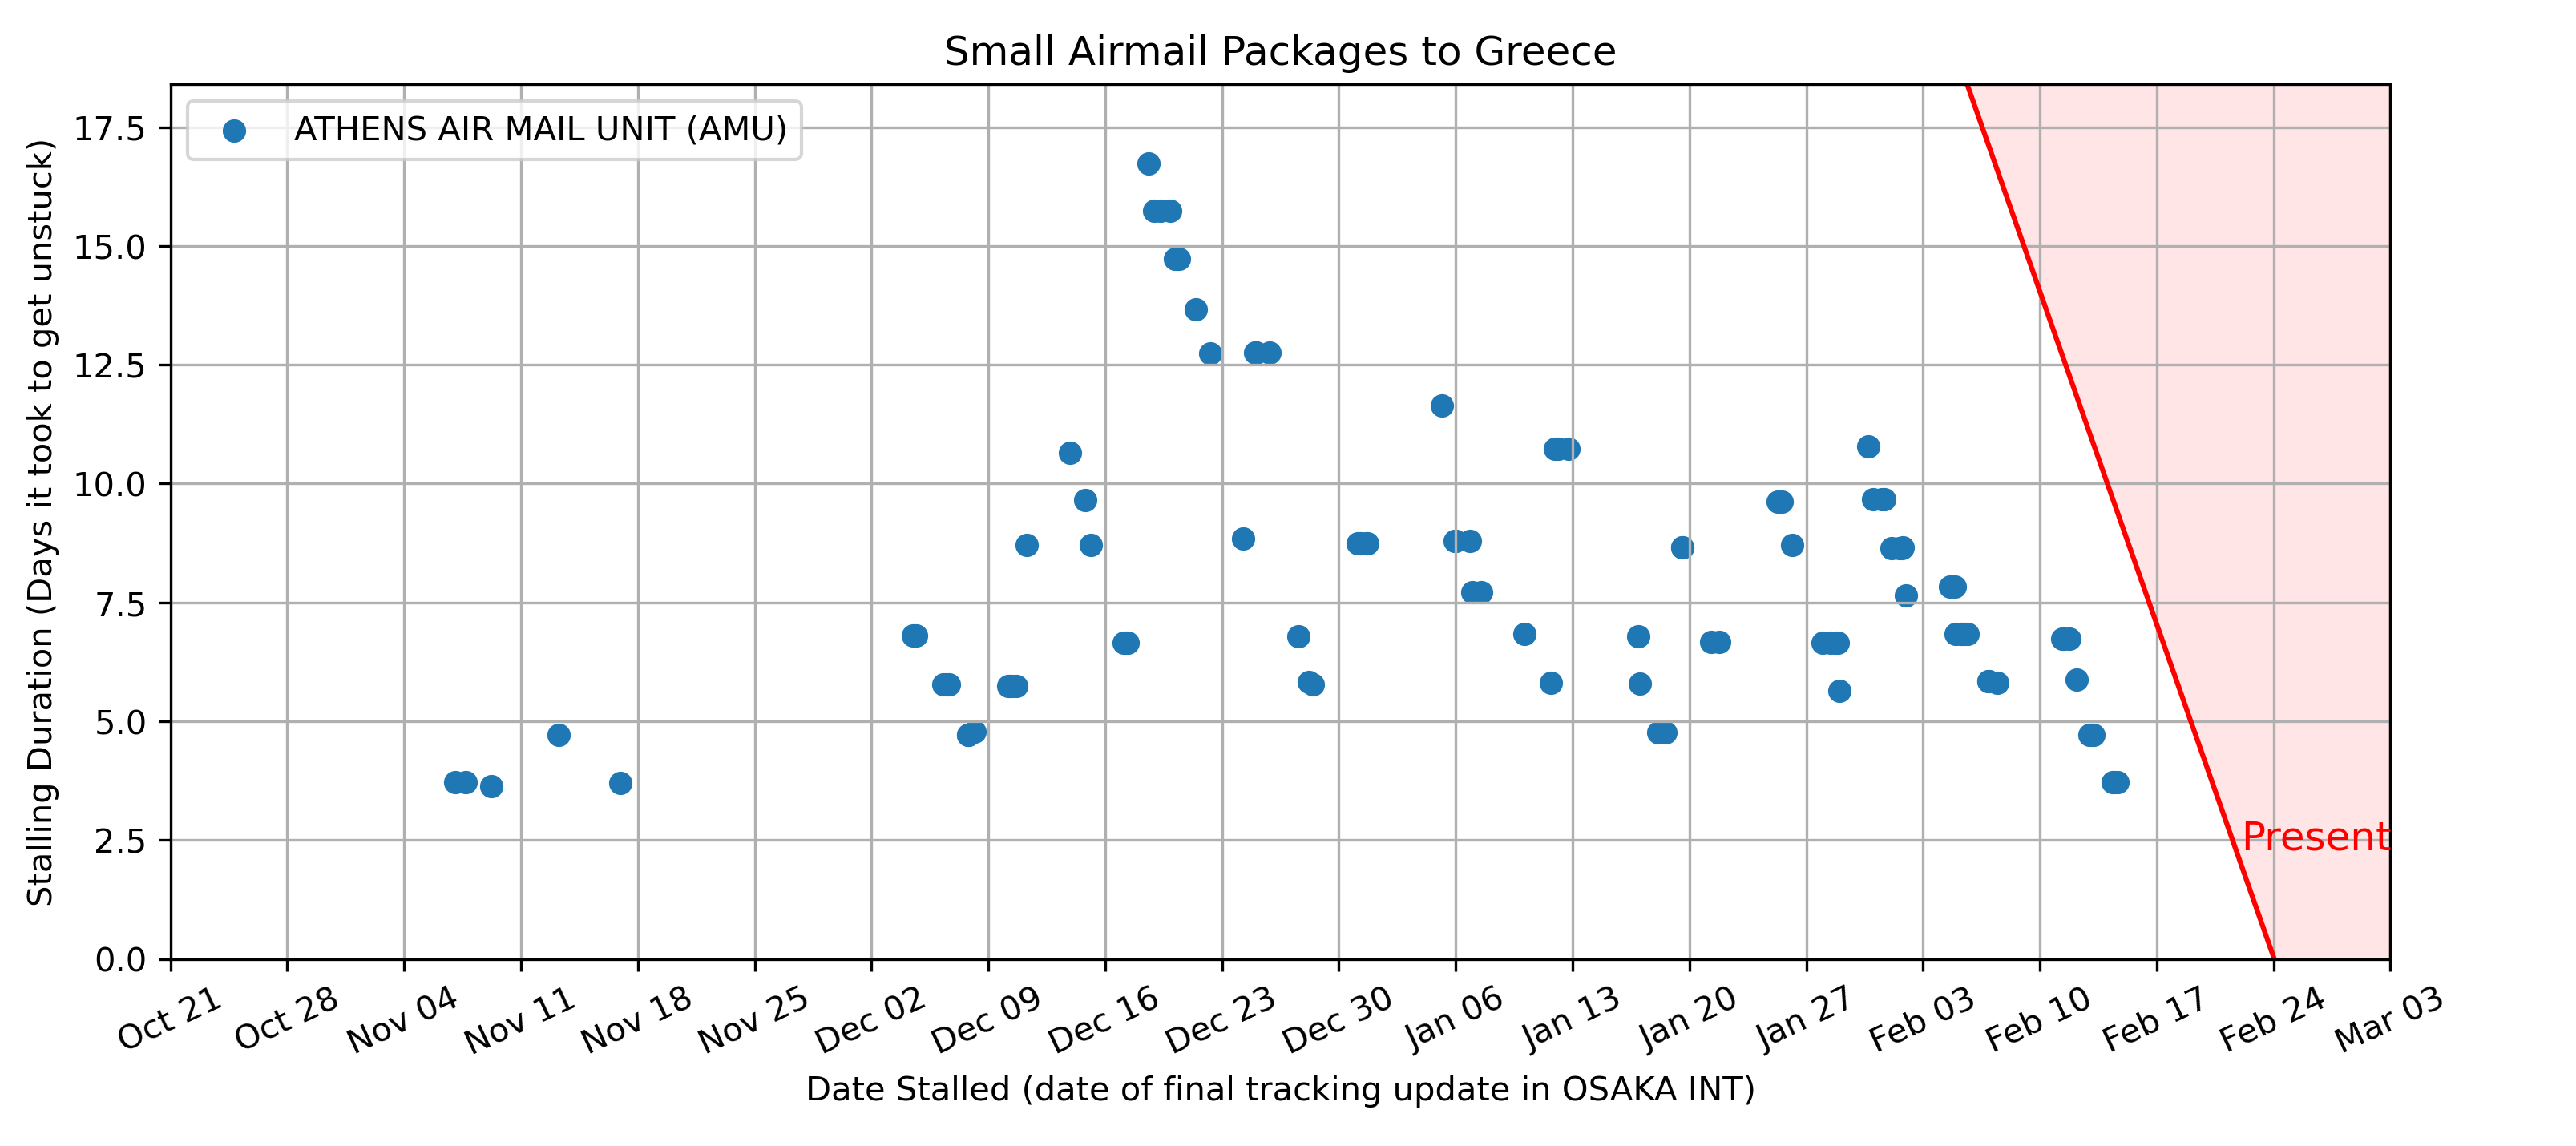 Small Airmail Packages to Greece
ATHENS AIR MAIL UNIT (AMU)
Stalling Duration (Days it took to get unstuck)
17.5
15.0
12.5
10.0
7.5
5.0
2.5
0.0
Present
Oct 21 Oct 28 Nov 04 Nov 11 Nov 18 Nov 25 Dec 02 Dec 09 Dec 16 Dec 23 Dec 30 Jan 06 Jan 13 Jan 20 Jan 27 Feb 03 Feb 10 Feb 17 Feb 24 Mar 03
Date Stalled (date of final tracking update in OSAKA INT)